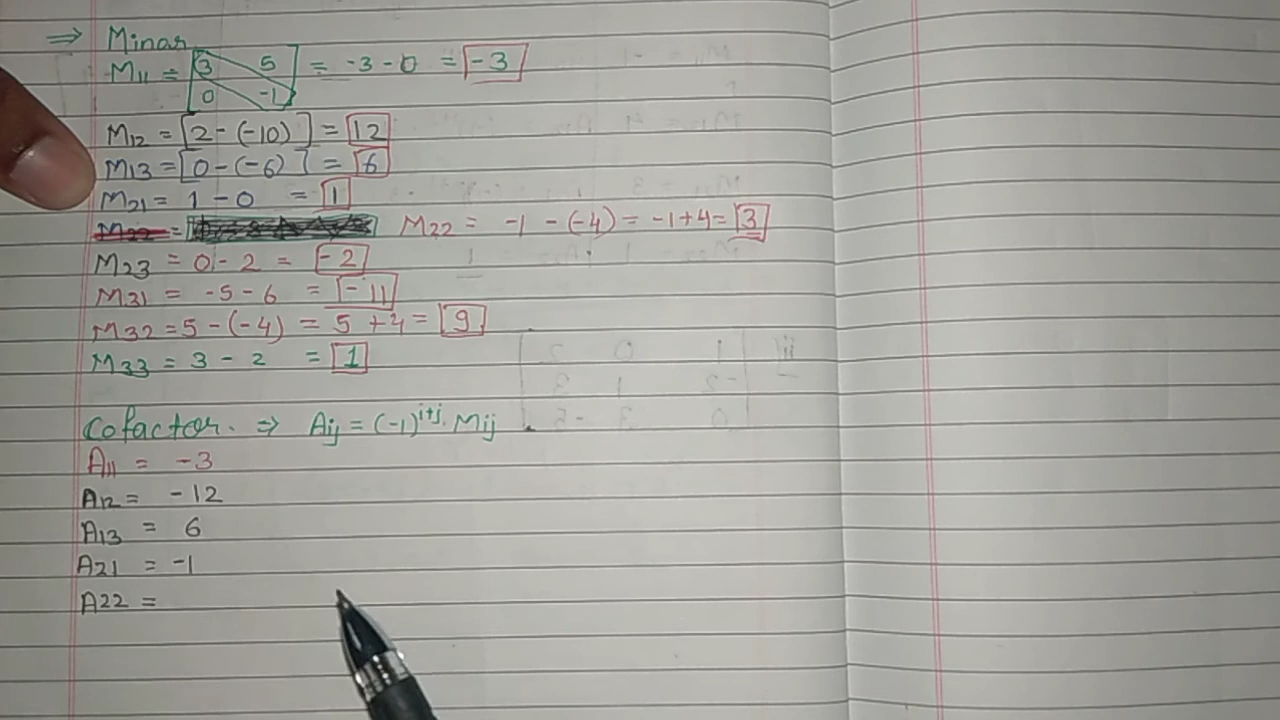 ⇒ Minor
M11 = 3 5 = -3 - 0 = -3
0 -1
M12 = [2 - (-10)] = 12
M13 = [0 - (-6)] = 6
M21 = 1 - 0 = 1
M22 = M22 = -1 - (-4) = -1+4 = 3
M23 = 0 - 2 = -2
M31 = -5 - 6 = -11
M32 = 5 - (-4) = 5 + 4 = 9
M33 = 3 - 2 = 1
Cofactor. ⇒ Aij = (-1)^i+j. Mij
A11 = -3
A12 = -12
A13 = 6
A21 = -1
A22 =